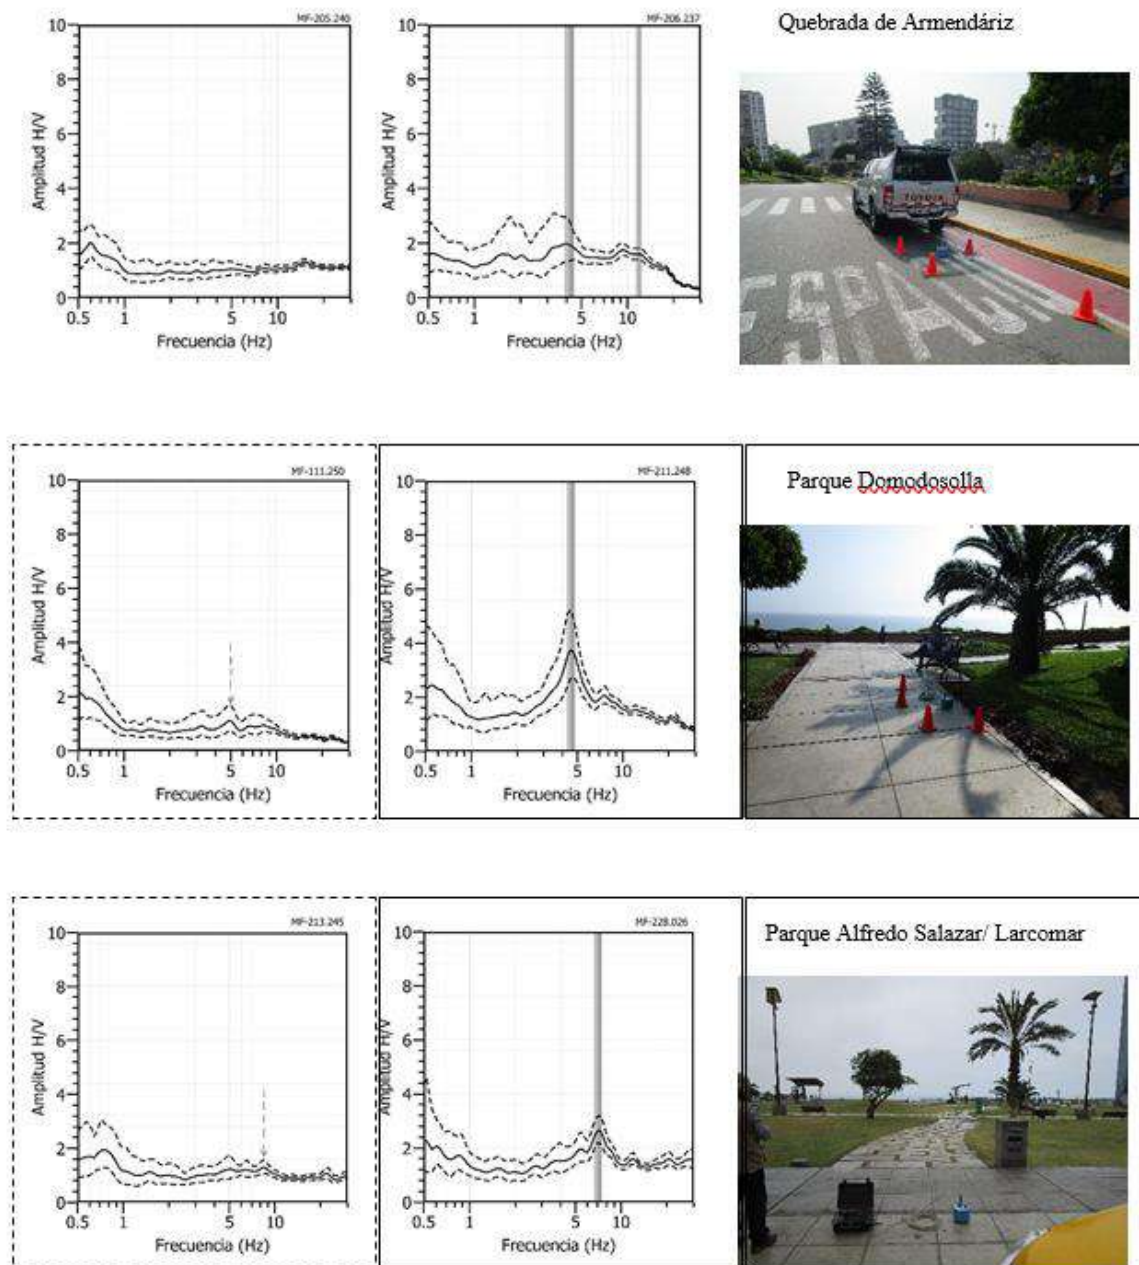 MF-205.240
10
8
6
4
2
0
0.5 1 5 10
Amplitud H/V
Frecuencia (Hz)
MF-206.237
10
8
6
4
2
0
0.5 1 5 10
Amplitud H/V
Frecuencia (Hz)
Quebrada de Armendáriz
TOYOTA
MF-111.250
10
8
6
4
2
0
0.5 1 5 10
Amplitud H/V
Frecuencia (Hz)
MF-211.248
10
8
6
4
2
0
0.5 1 5 10
Amplitud H/V
Frecuencia (Hz)
Parque Domodosolla
MF-213.245
10
8
6
4
2
0
0.5 1 5 10
Amplitud H/V
Frecuencia (Hz)
MF-228.026
10
8
6
4
2
0
0.5 1 5 10
Amplitud H/V
Frecuencia (Hz)
Parque Alfredo Salazar/ Larcomar